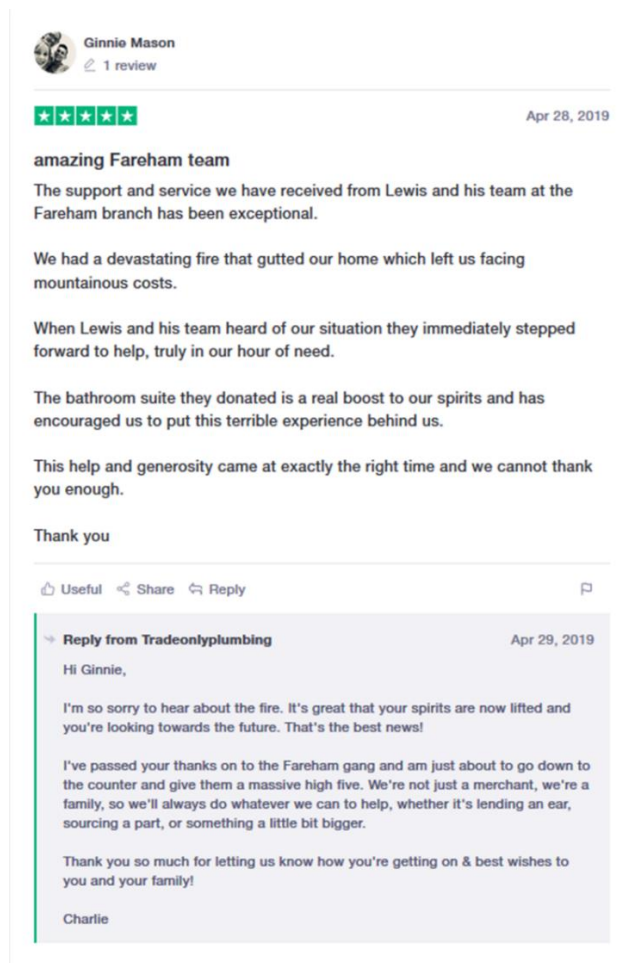 Ginnie Mason
1 review
Apr 28, 2019
amazing Fareham team
The support and service we have received from Lewis and his team at the
Fareham branch has been exceptional.
We had a devastating fire that gutted our home which left us facing
mountainous costs.
When Lewis and his team heard of our situation they immediately stepped
forward to help, truly in our hour of need.
The bathroom suite they donated is a real boost to our spirits and has
encouraged us to put this terrible experience behind us.
This help and generosity came at exactly the right time and we cannot thank
you enough.
Thank you
Useful Share Reply
Reply from Tradeonlyplumbing Apr 29, 2019
Hi Ginnie,
I'm so sorry to hear about the fire. It's great that your spirits are now lifted and
you're looking towards the future. That's the best news!
I've passed your thanks on to the Fareham gang and am just about to go down to
the counter and give them a massive high five. We're not just a merchant, we're a
family, so we'll always do whatever we can to help, whether it's lending an ear,
sourcing a part, or something a little bit bigger.
Thank you so much for letting us know how you're getting on & best wishes to
you and your family!
Charlie